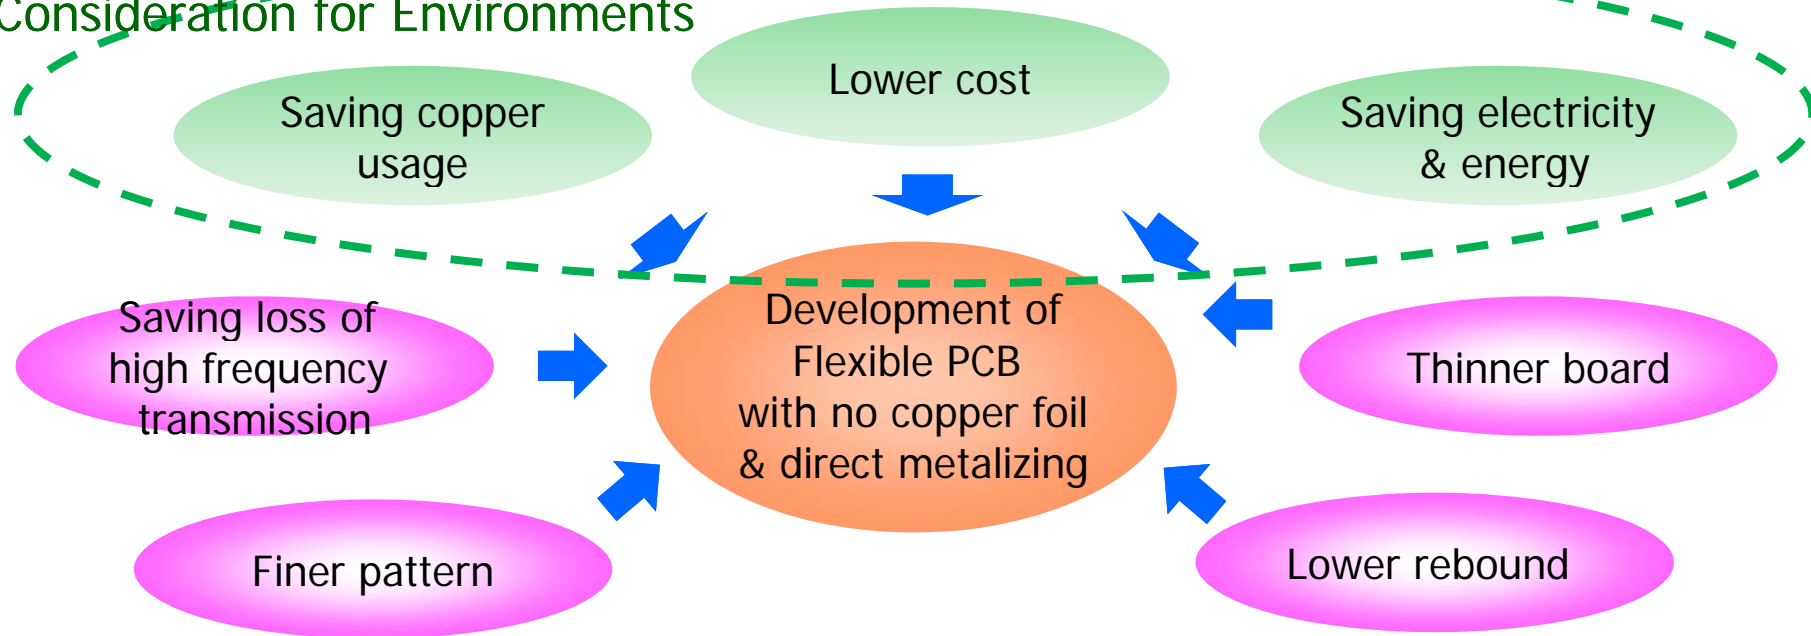 Consideration for Environments
Lower cost
Saving copper
usage
Saving electricity
& energy
Saving loss of
high frequency
transmission
Development of
Flexible PCB
with no copper foil
& direct metalizing
Thinner board
Finer pattern
Lower rebound